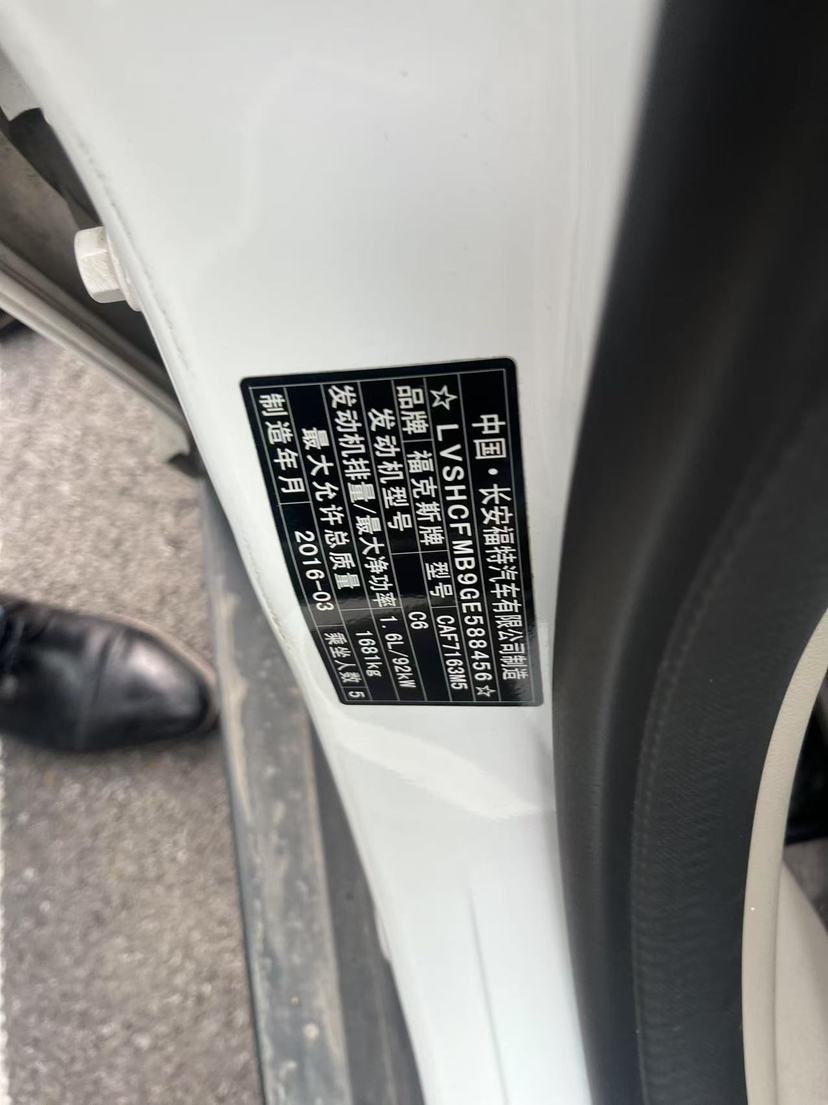 中国·长安福特汽车有限公司制造
☆LVSHCFMB9GE588456☆
品牌 福克斯牌 型号 CAF7163M5
发动机型号 C6
发动机排量/最大净功率 1.6L/92kW
最大允许总质量 1681kg
制造年月 2016-03 乘坐人数 5